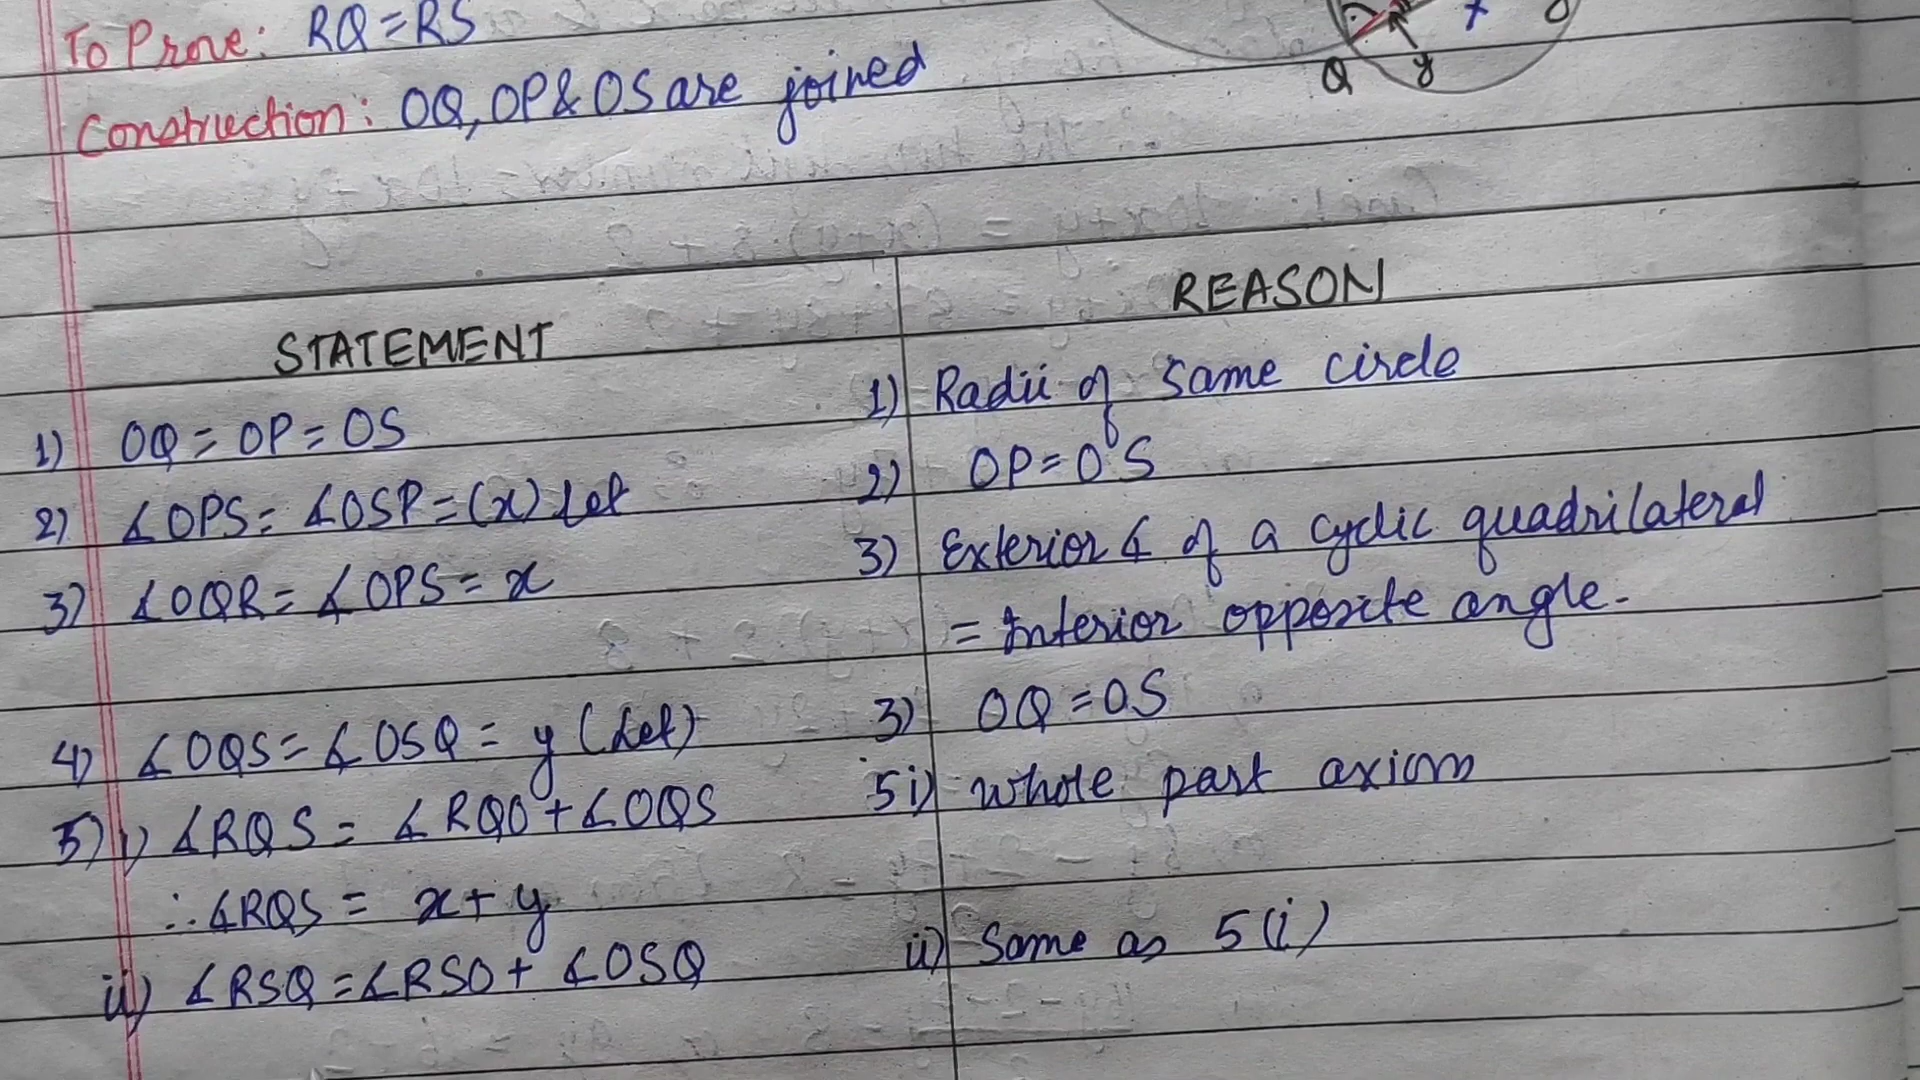 To Prove: RQ=RS
Construction: OQ, OP & OS are joined
x
Q y
STATEMENT
REASON
1) OQ = OP = OS
1) Radii of same circle
2) ∡OPS = ∡OSP = (x) Let
2) OP = OS
3) ∡OQR = ∡OPS = x
3) Exterior ∡ of a cyclic quadrilateral
= Interior opposite angle.
4) ∡OQS = ∡OSQ = y (Let)
3) OQ = OS
5) i) ∡RQS = ∡RQO + ∡OQS
5i) Whole part axiom
∴ ∡RQS = x + y
ii) ∡RSQ = ∡RSO + ∡OSQ
ii) Same as 5(i)